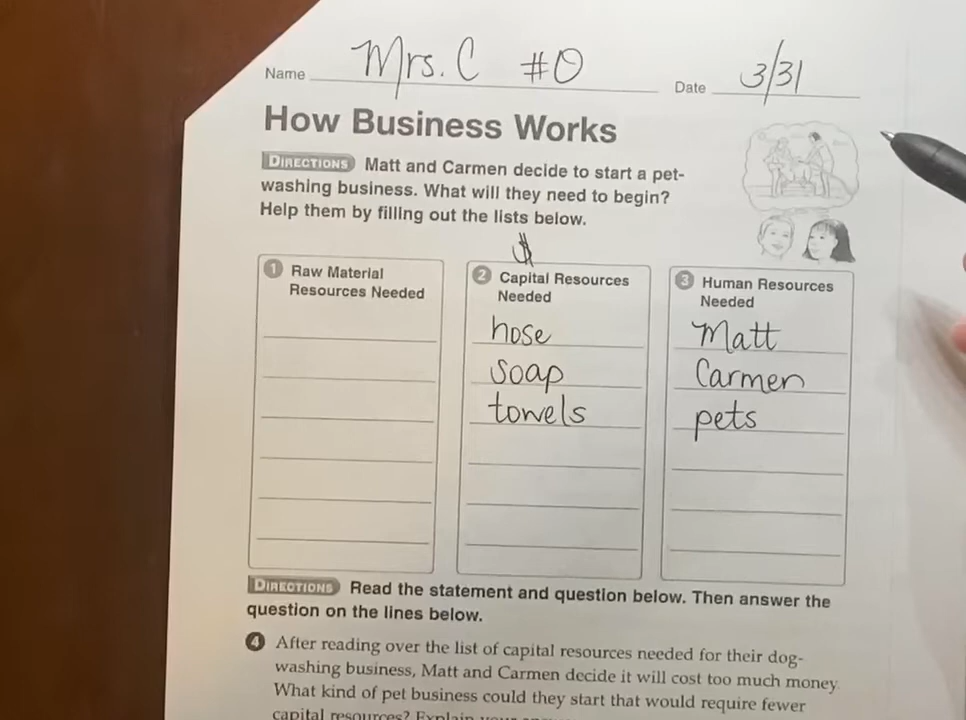 Name Mrs. C #0 Date 3/31
How Business Works
DIRECTIONS Matt and Carmen decide to start a pet-
washing business. What will they need to begin?
Help them by filling out the lists below.
$
1 Raw Material
Resources Needed
2 Capital Resources
Needed
hose
soap
towels
3 Human Resources
Needed
Matt
Carmen
pets
DIRECTIONS Read the statement and question below. Then answer the
question on the lines below.
4 After reading over the list of capital resources needed for their dog-
washing business, Matt and Carmen decide it will cost too much money
What kind of pet business could they start that would require fewer
capital resources? Explain your